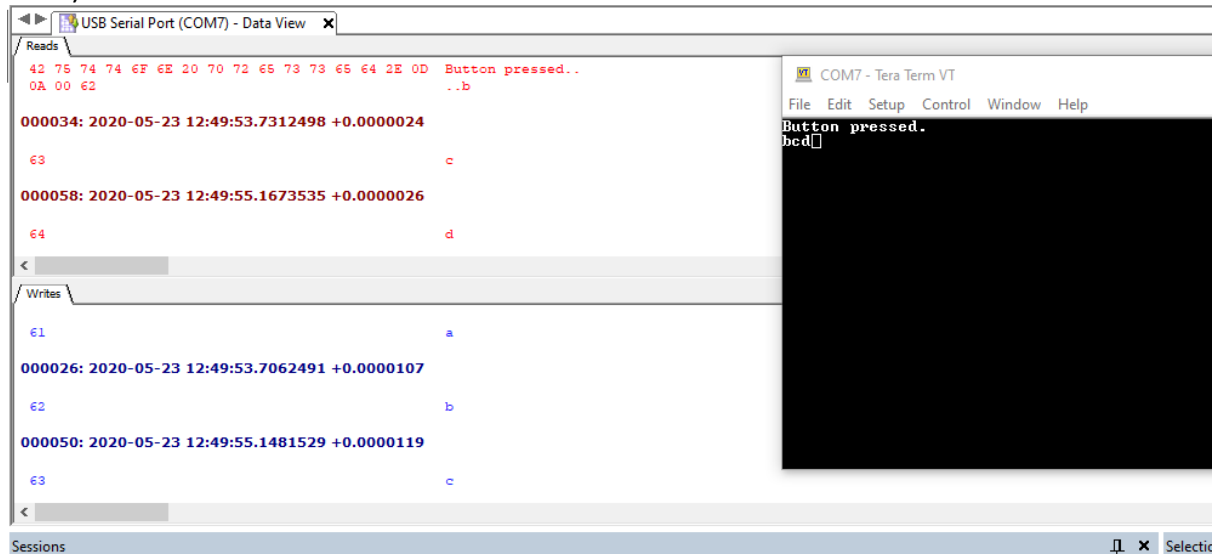 USB Serial Port (COM7) - Data View
Reads
42 75 74 74 6F 6E 20 70 72 65 73 73 65 64 2E 0D Button pressed..
0A 00 62 ..b
000034: 2020-05-23 12:49:53.7312498 +0.0000024
63 c
000058: 2020-05-23 12:49:55.1673535 +0.0000026
64 d
Writes
61 a
000026: 2020-05-23 12:49:53.7062491 +0.0000107
62 b
000050: 2020-05-23 12:49:55.1481529 +0.0000119
63 c
Sessions
Selectio
VT COM7 - Tera Term VT
File Edit Setup Control Window Help
Button pressed.
bcd